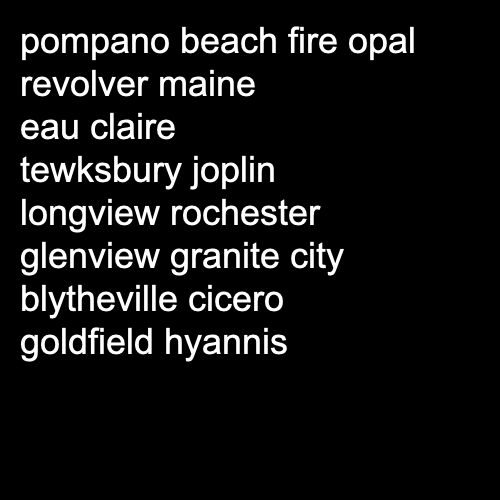 pompano beach fire opal
revolver maine
eau claire
tewksbury joplin
longview rochester
glenview granite city
blytheville cicero
goldfield hyannis